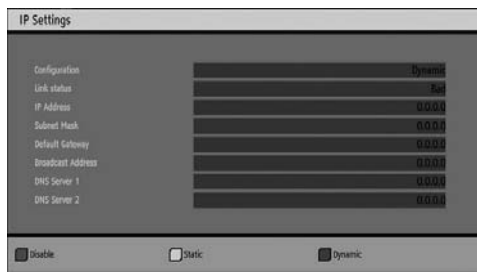 IP Settings
Configuration Dynamic
Link status Bad
IP Address 0.0.0.0
Subnet Mask 0.0.0.0
Default Gateway 0.0.0.0
Broadcast Address 0.0.0.0
DNS Server 1 0.0.0.0
DNS Server 2 0.0.0.0
Disable Static Dynamic